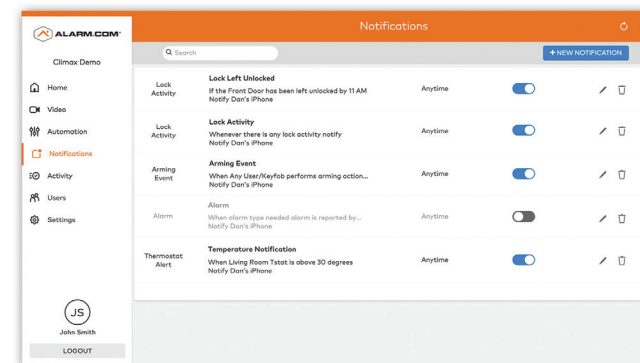 ALARM.COM
Notifications
Climax Demo
Search
+ NEW NOTIFICATION
Home
Video
Automation
Notifications
Activity
Users
Settings
JS
John Smith
LOGOUT
Lock
Activity
Lock Left Unlocked
If the Front Door has been left unlocked by 11 AM
Notify Dan's iPhone
Anytime
Lock
Activity
Lock Activity
Whenever there is any lock activity notify
Notify Dan's iPhone
Anytime
Arming
Event
Arming Event
When Any User/Keyfob performs arming action...
Notify Dan's iPhone
Anytime
Alarm
Alarm
When alarm type needed alarm is reported by...
Notify Dan's iPhone
Anytime
Thermostat
Alert
Temperature Notification
When Living Room Tstat is above 30 degrees
Notify Dan's iPhone
Anytime